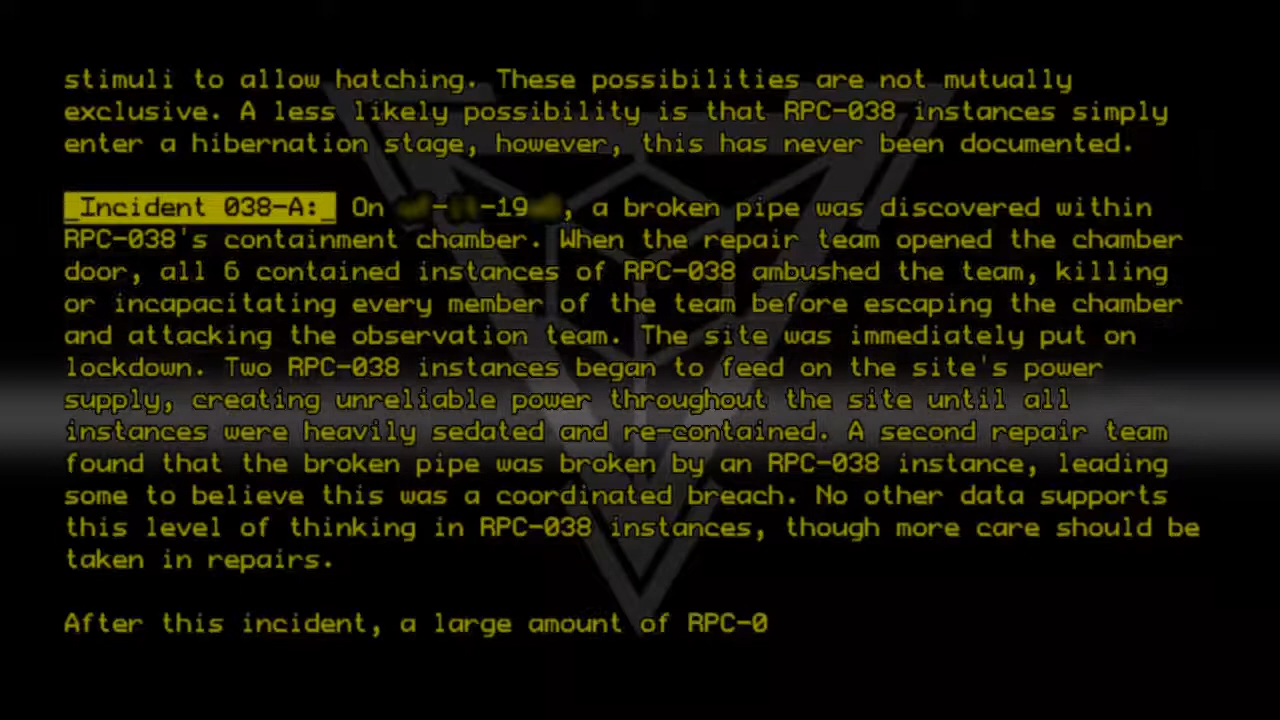 stimuli to allow hatching. These possibilities are not mutually
exclusive. A less likely possibility is that RPC-038 instances simply
enter a hibernation stage, however, this has never been documented.
_Incident 038-A:_ On - -19 , a broken pipe was discovered within
RPC-038's containment chamber. When the repair team opened the chamber
door, all 6 contained instances of RPC-038 ambushed the team, killing
or incapacitating every member of the team before escaping the chamber
and attacking the observation team. The site was immediately put on
lockdown. Two RPC-038 instances began to feed on the site's power
supply, creating unreliable power throughout the site until all
instances were heavily sedated and re-contained. A second repair team
found that the broken pipe was broken by an RPC-038 instance, leading
some to believe this was a coordinated breach. No other data supports
this level of thinking in RPC-038 instances, though more care should be
taken in repairs.
After this incident, a large amount of RPC-0